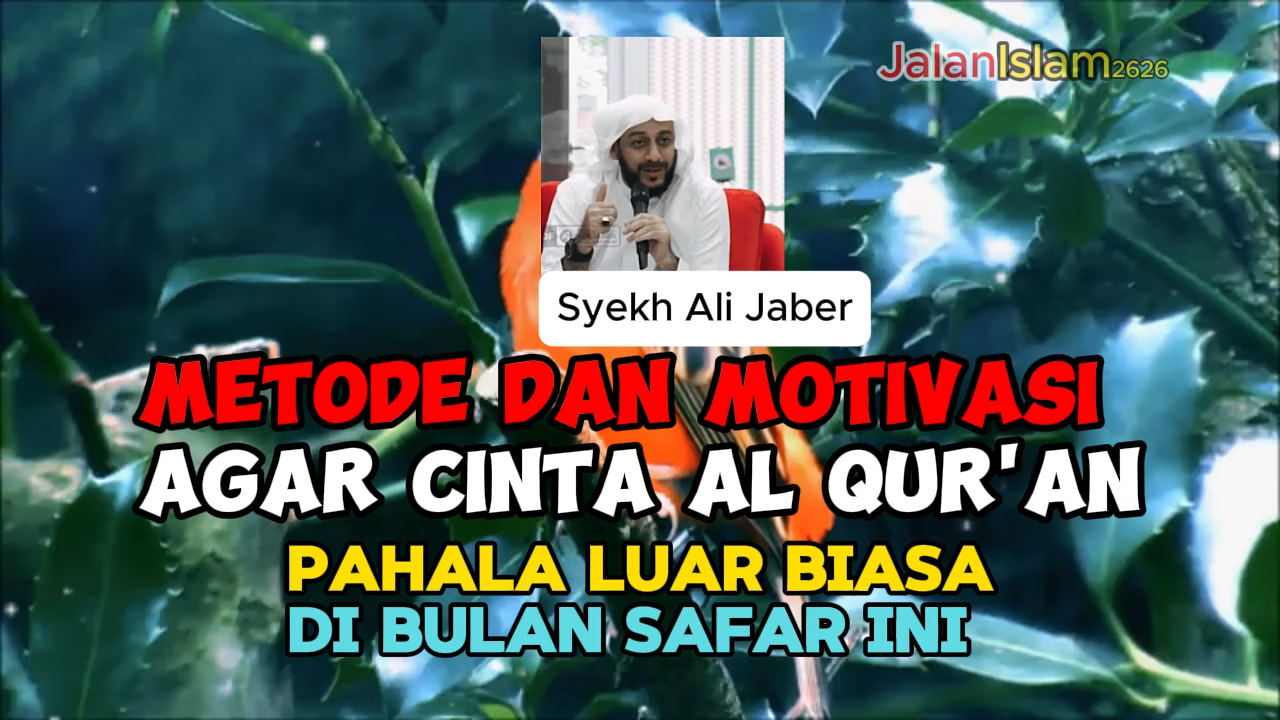 JalanIslam2626
Syekh Ali Jaber
METODE DAN MOTIVASI
AGAR CINTA AL QUR'AN
PAHALA LUAR BIASA
DI BULAN SAFAR INI